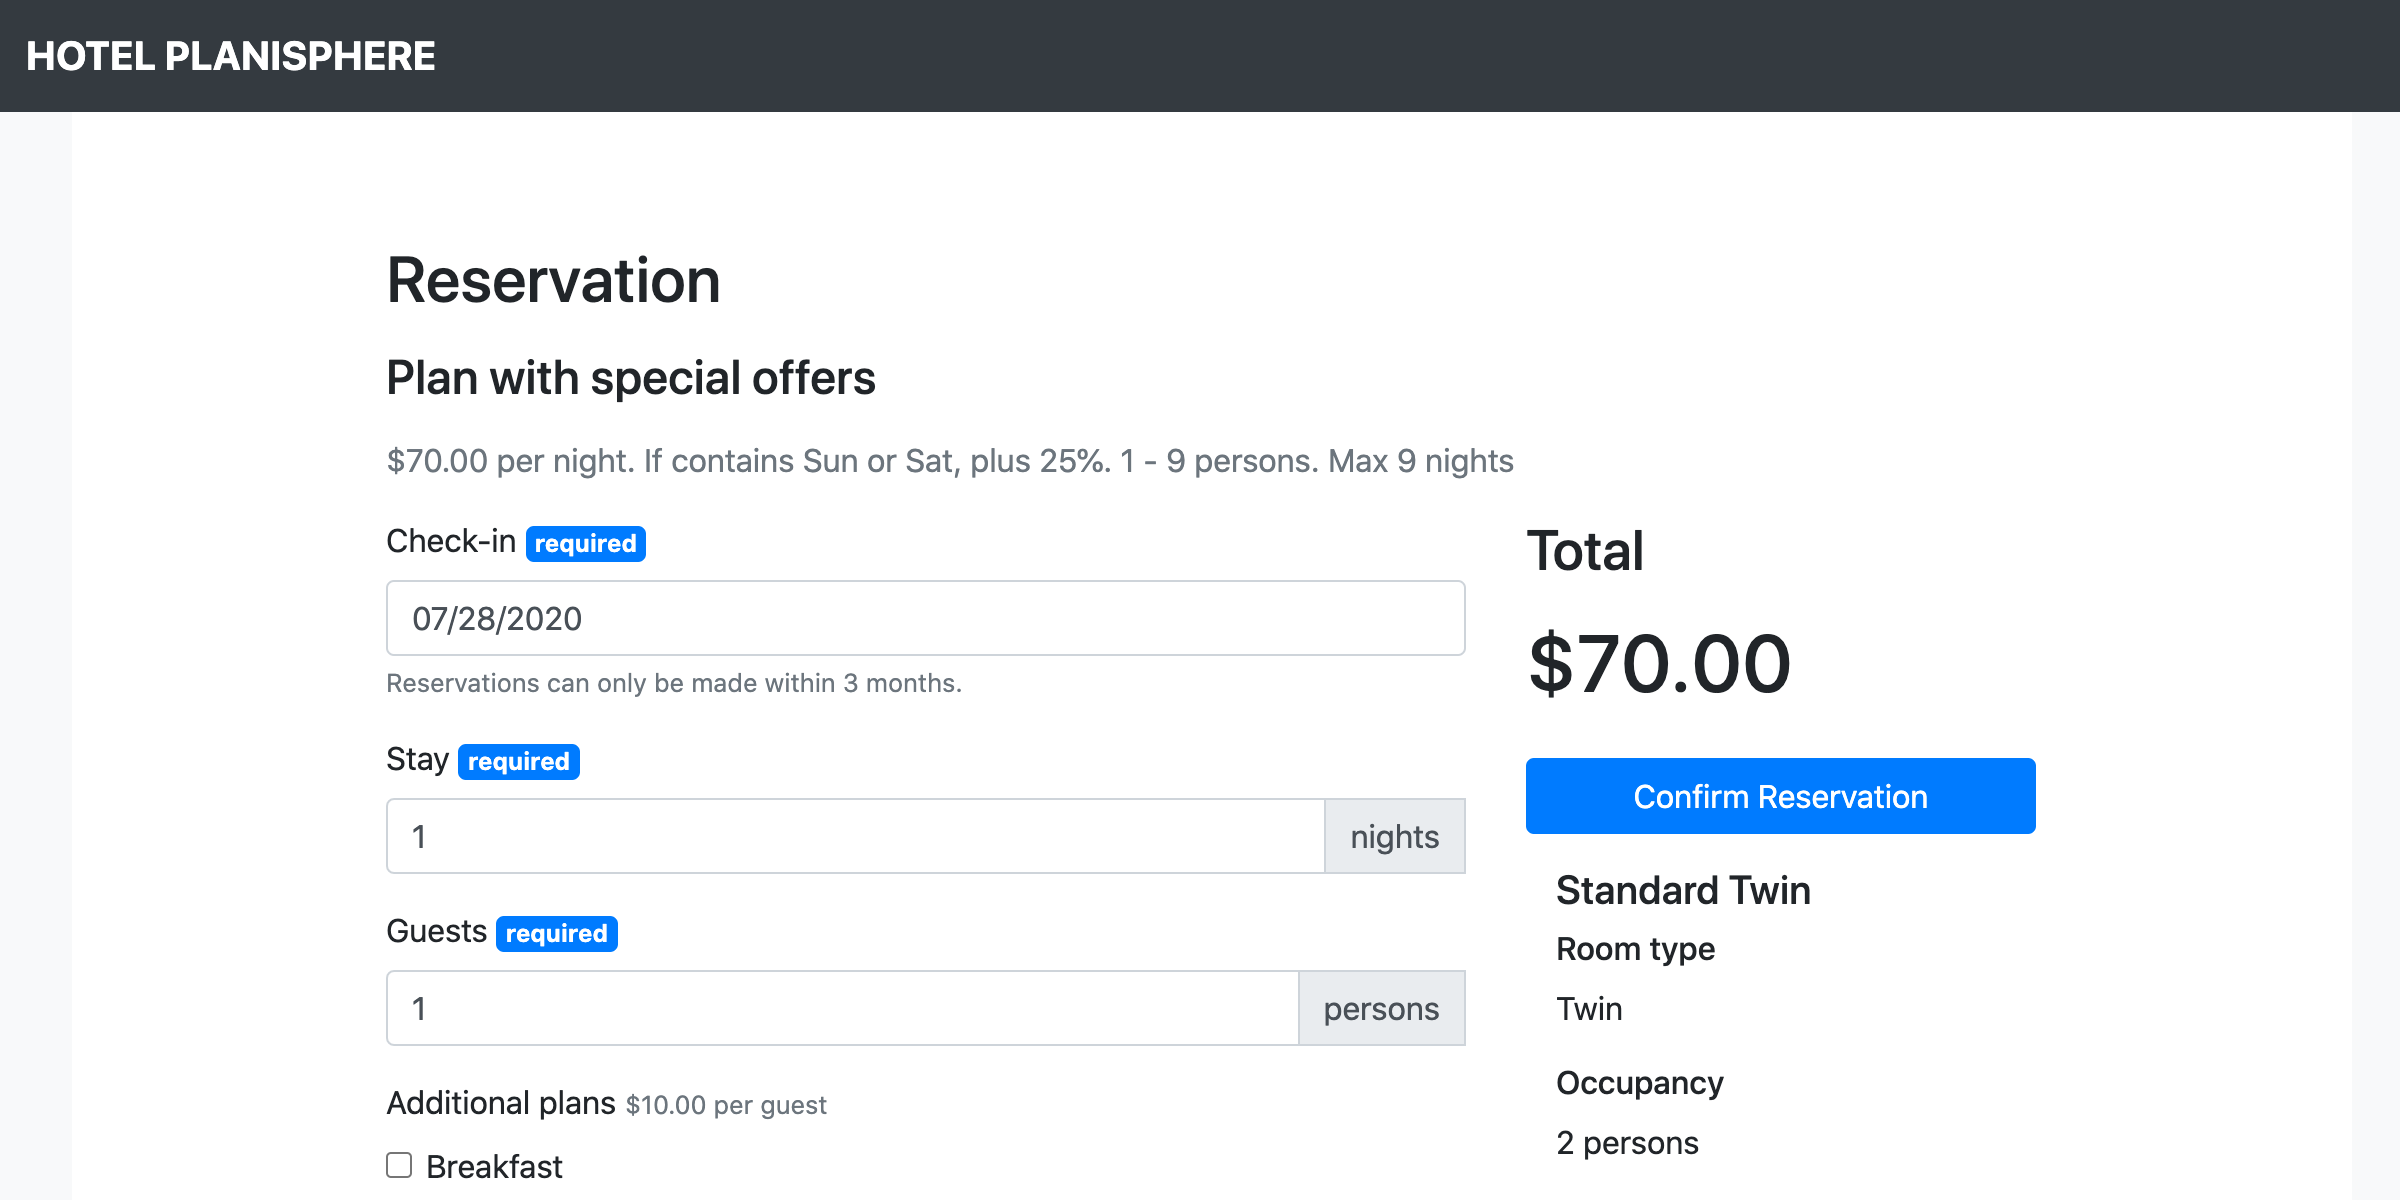 HOTEL PLANISPHERE
Reservation
Plan with special offers
$70.00 per night. If contains Sun or Sat, plus 25%. 1 - 9 persons. Max 9 nights
Check-in required
07/28/2020
Reservations can only be made within 3 months.
Stay required
1 nights
Guests required
1 persons
Additional plans $10.00 per guest
Breakfast
Total
$70.00
Confirm Reservation
Standard Twin
Room type
Twin
Occupancy
2 persons